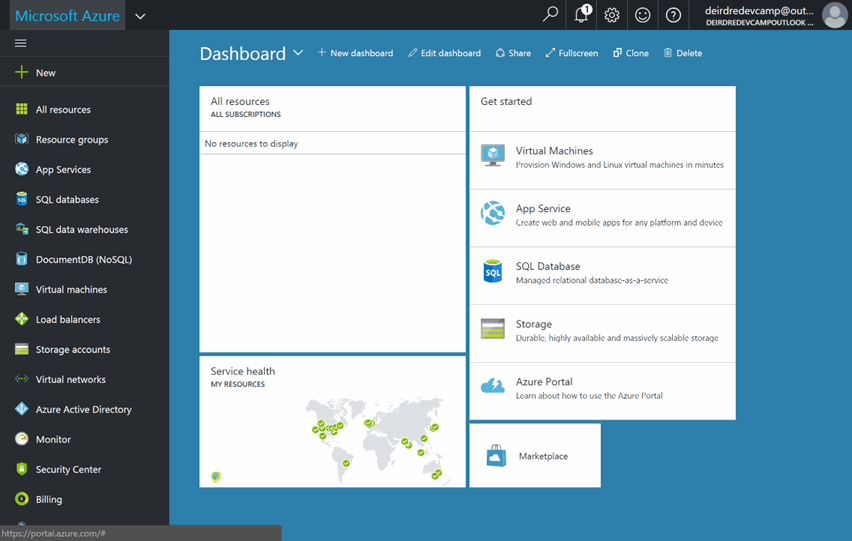 Microsoft Azure
1
deirdredevcamp@out...
DEIRDREDEVCAMPOUTLOOK ...
New
All resources
Resource groups
App Services
SQL databases
SQL data warehouses
DocumentDB (NoSQL)
Virtual machines
Load balancers
Storage accounts
Virtual networks
Azure Active Directory
Monitor
Security Center
Billing
https://portal.azure.com/#
Dashboard
New dashboard
Edit dashboard
Share
Fullscreen
Clone
Delete
All resources
ALL SUBSCRIPTIONS
No resources to display
Service health
MY RESOURCES
Get started
Virtual Machines
Provision Windows and Linux virtual machines in minutes
App Service
Create web and mobile apps for any platform and device
SQL
SQL Database
Managed relational database-as-a-service
Storage
Durable, highly available and massively scalable storage
Azure Portal
Learn about how to use the Azure Portal
Marketplace